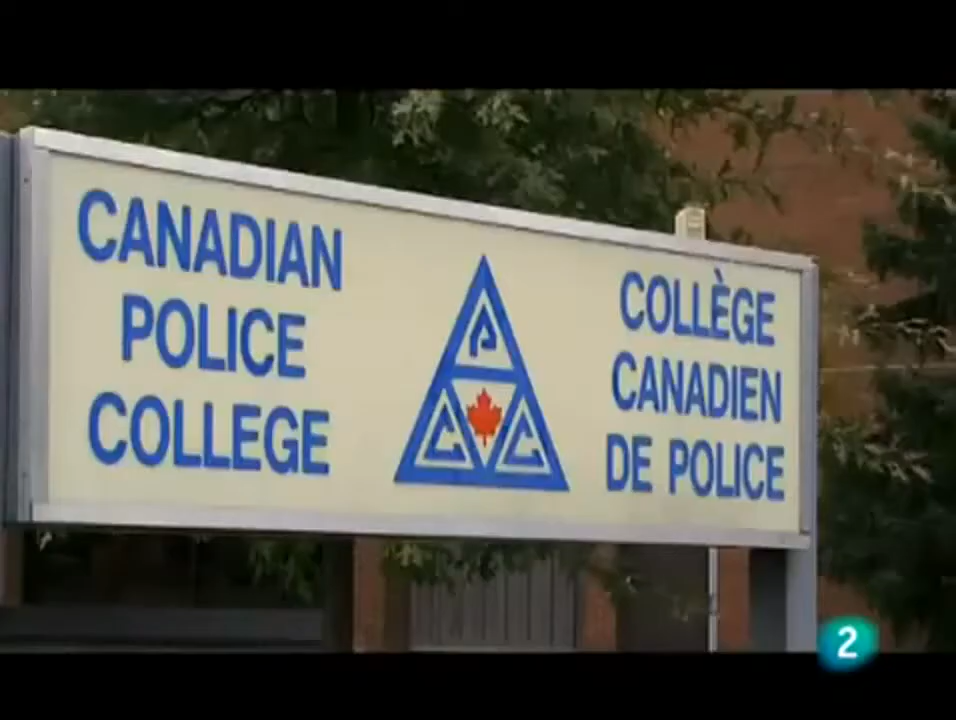 CANADIAN
POLICE
COLLEGE
P
C C
COLLÈGE
CANADIEN
DE POLICE
2